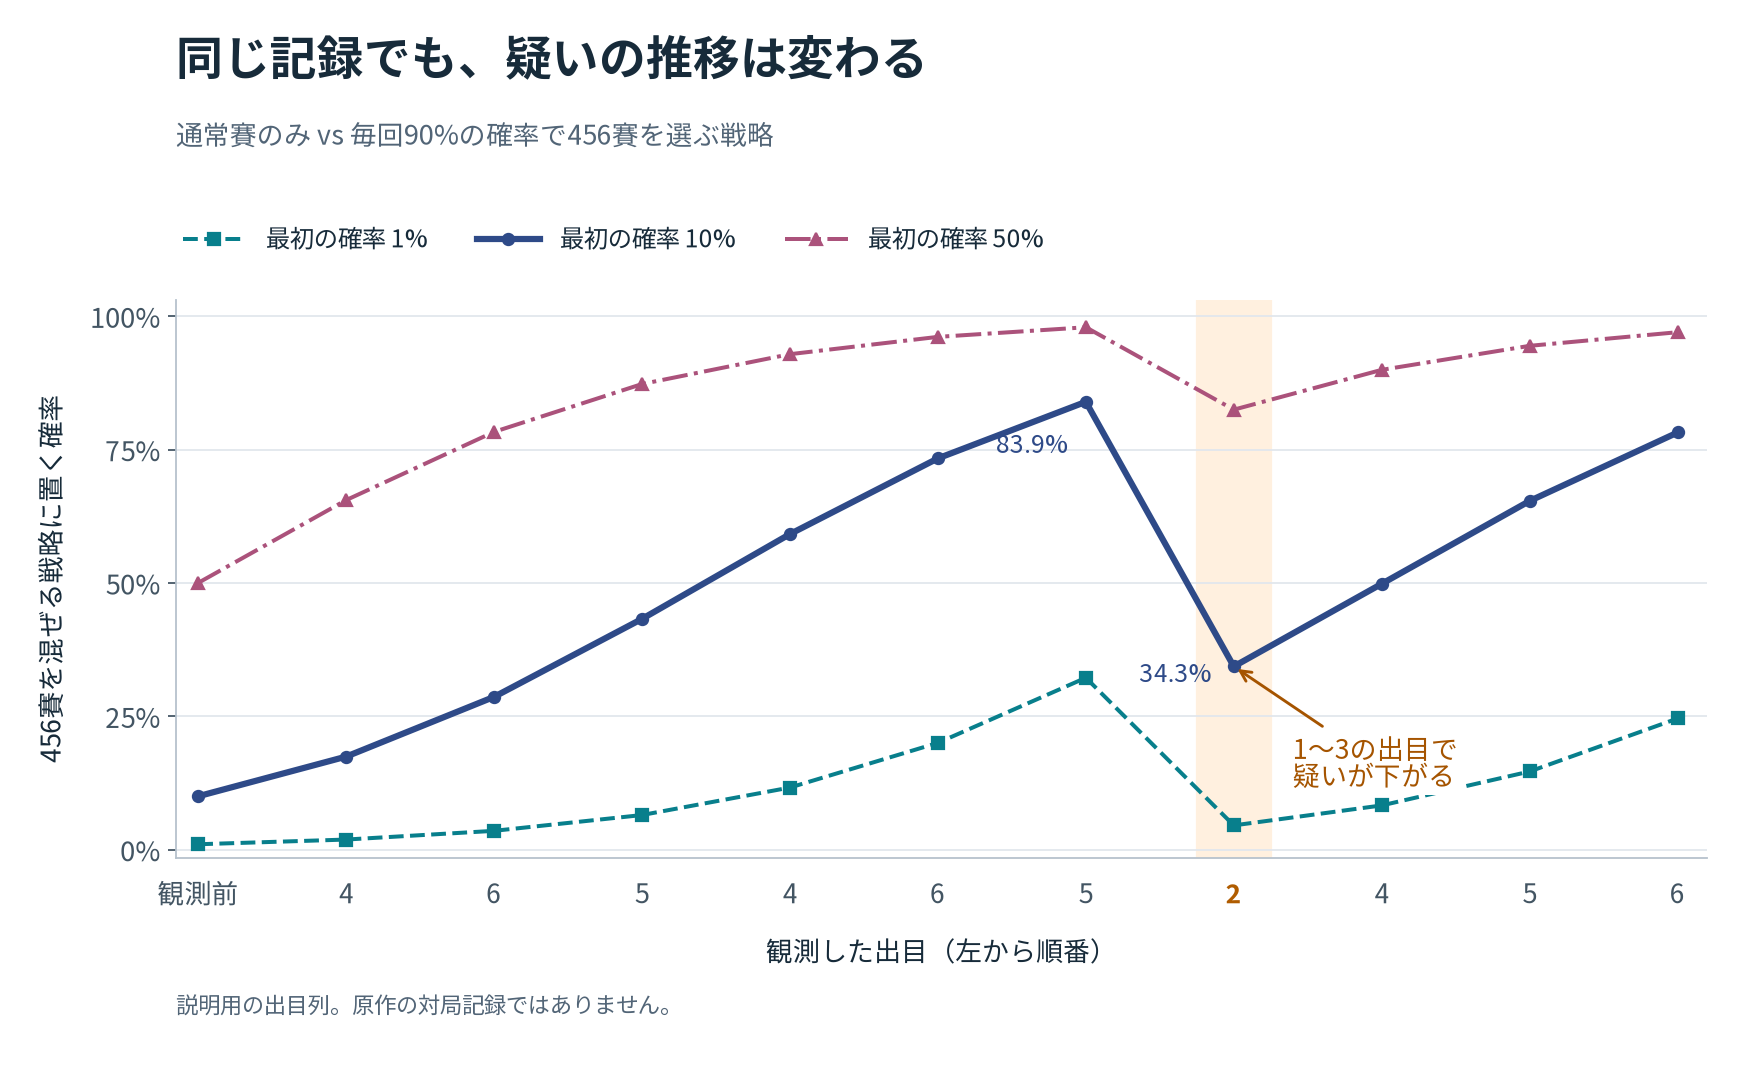 同じ記録でも、疑いの推移は変わる
通常賽のみ vs 毎回90%の確率で456賽を選ぶ戦略
最初の確率 1%
最初の確率 10%
最初の確率 50%
456賽を混ぜる戦略に置く確率
100%
75%
50%
25%
0%
83.9%
34.3%
1〜3の出目で
疑いが下がる
観測前 4 6 5 4 6 5 2 4 5 6
観測した出目（左から順番）
説明用の出目列。原作の対局記録ではありません。